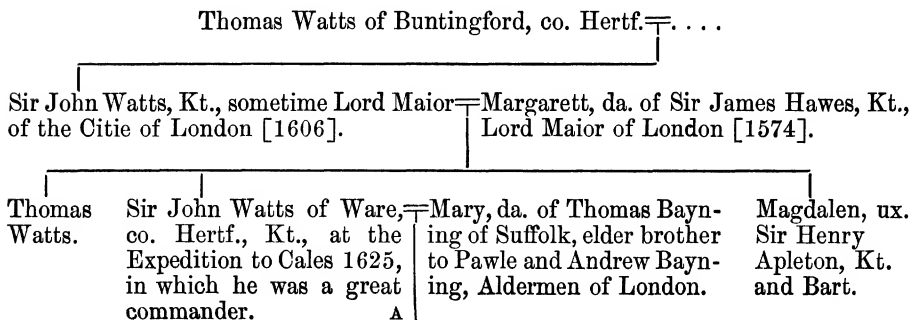 Thomas Watts of Buntingford, co. Hertf.=....
Sir John Watts, Kt., sometime Lord Maior=Margarett, da. of Sir James Hawes, Kt.,
of the Citie of London [1606]. Lord Maior of London [1574].
Thomas Sir John Watts of Ware,=Mary, da. of Thomas Bayn- Magdalen, ux.
Watts. co. Hertf., Kt., at the ing of Suffolk, elder brother Sir Henry
Expedition to Cales 1625, to Pawle and Andrew Bayn- Apleton, Kt.
in which he was a great ing, Aldermen of London. and Bart.
commander. A